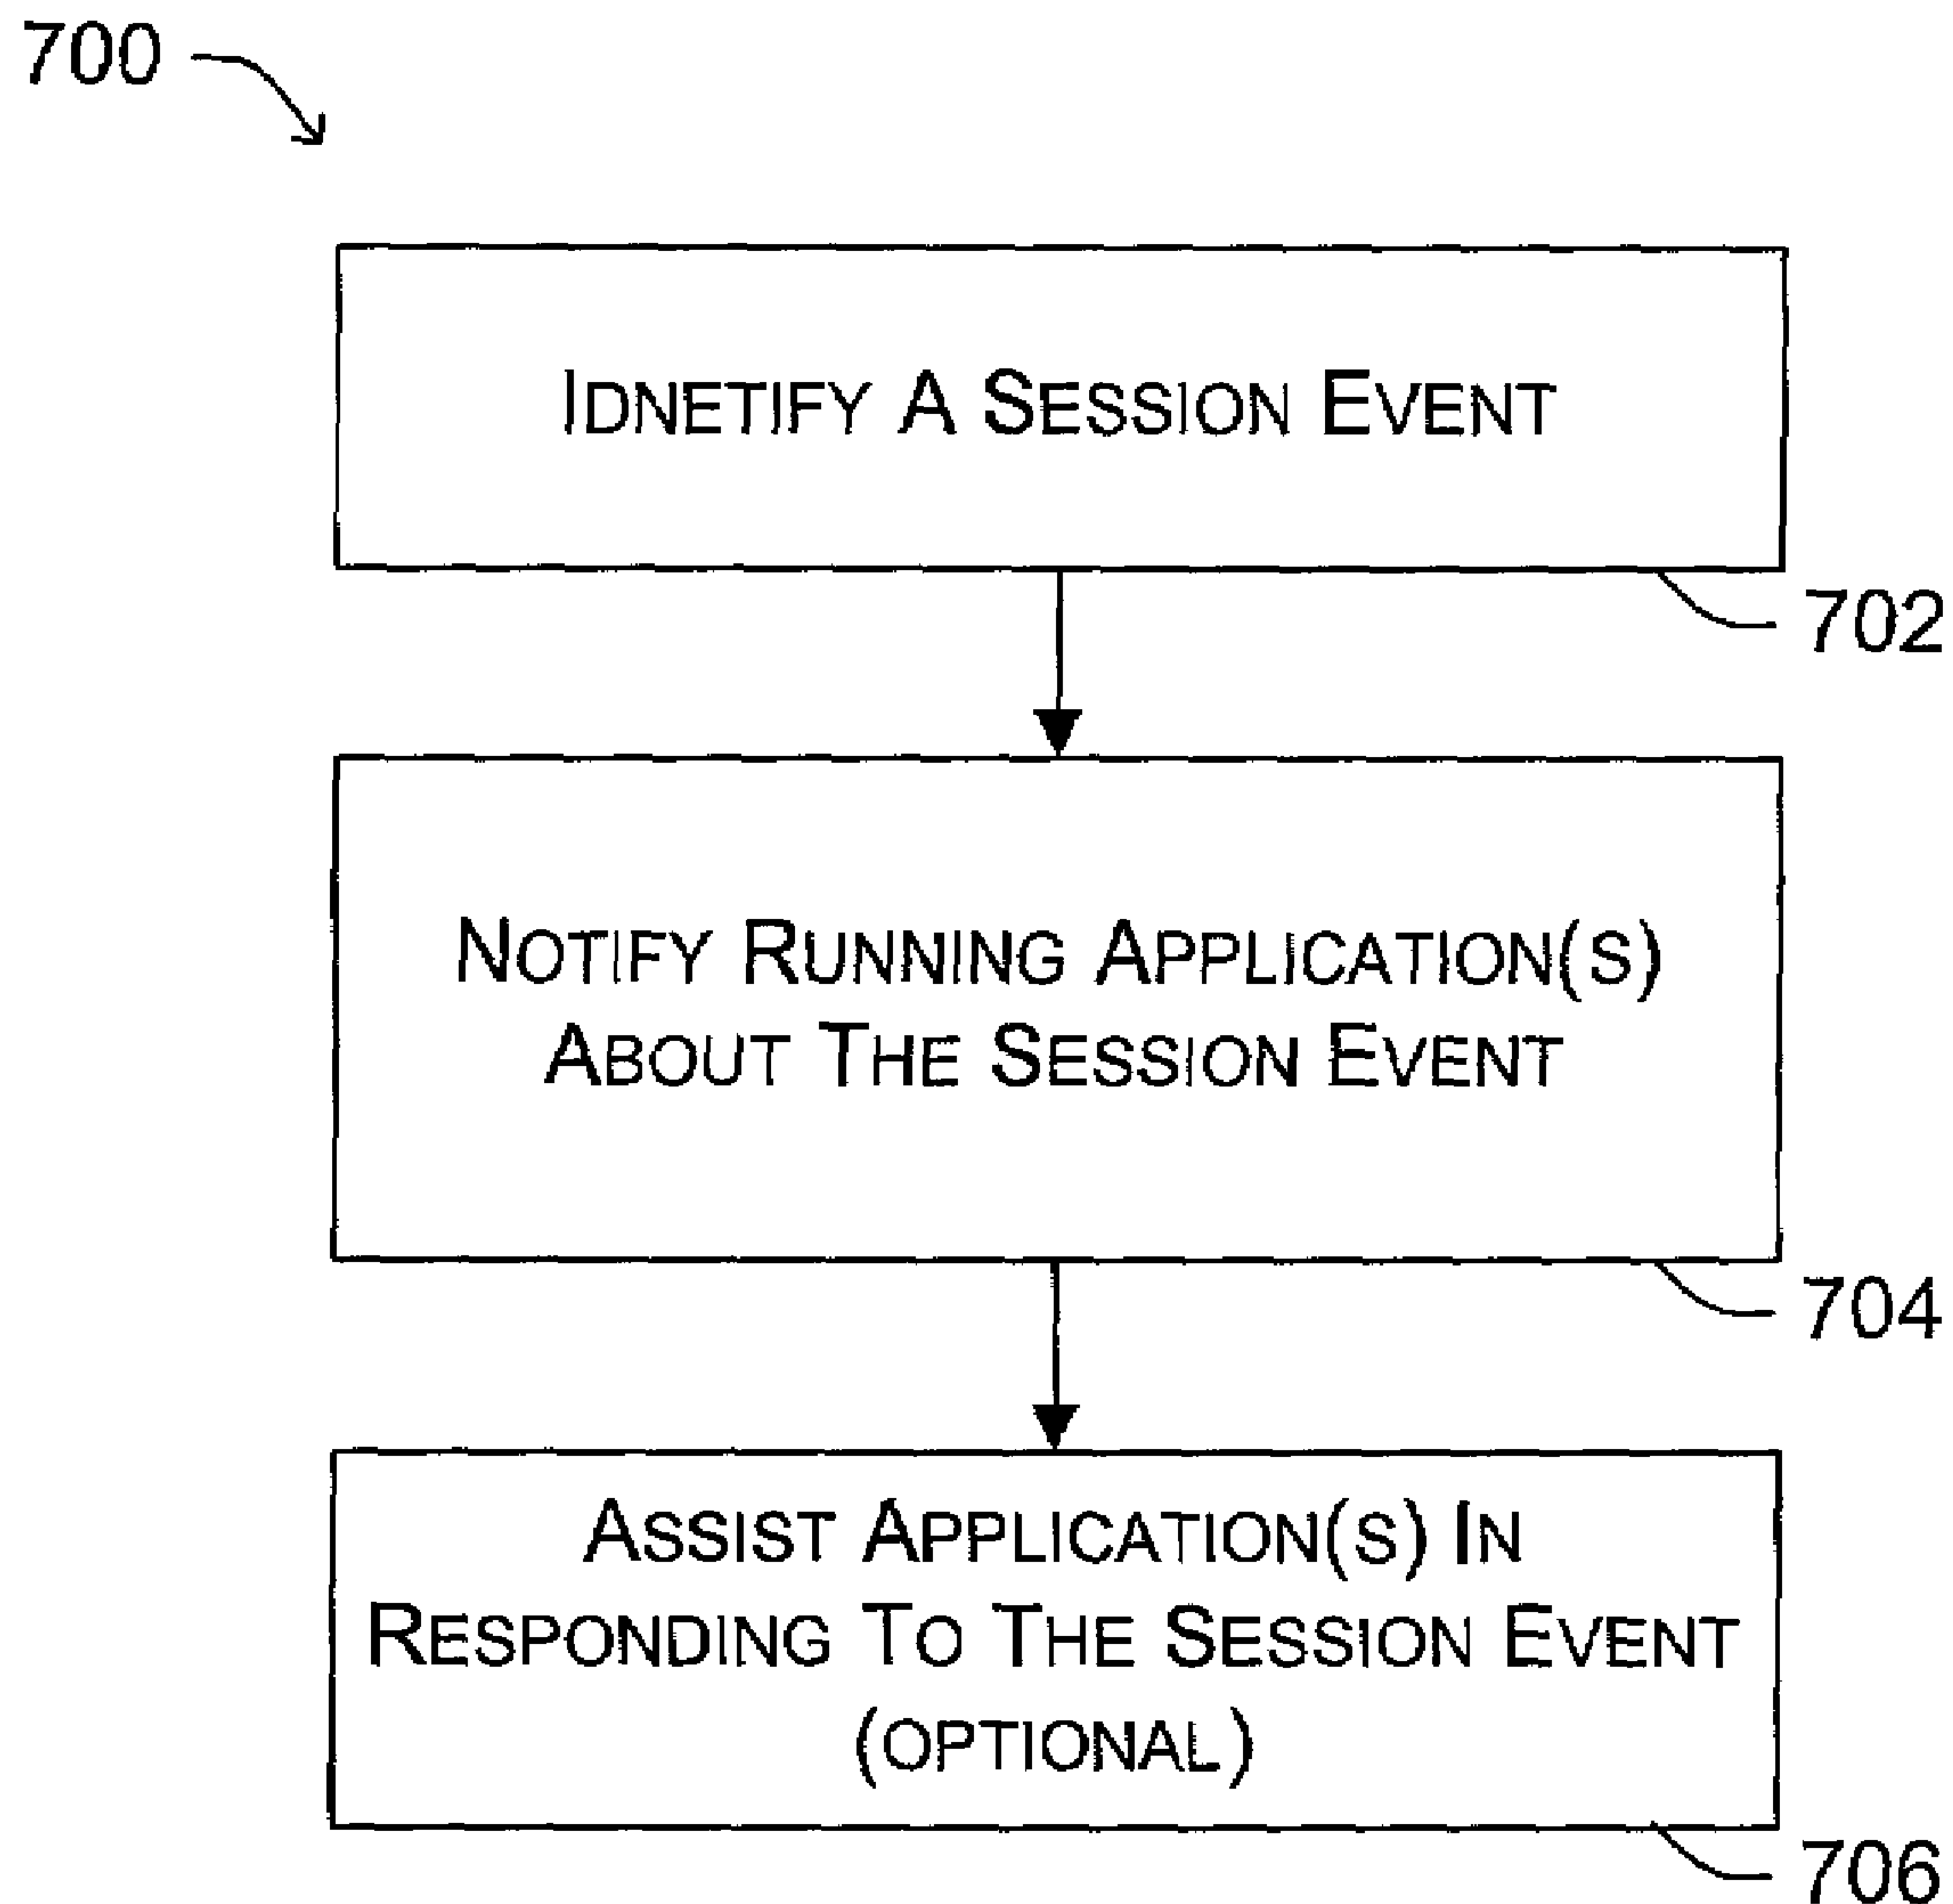 700
IDNETIFY A SESSION EVENT
702
NOTIFY RUNNING APPLICATION(S)
ABOUT THE SESSION EVENT
704
ASSIST APPLICATION(S) IN
RESPONDING TO THE SESSION EVENT
(OPTIONAL)
706